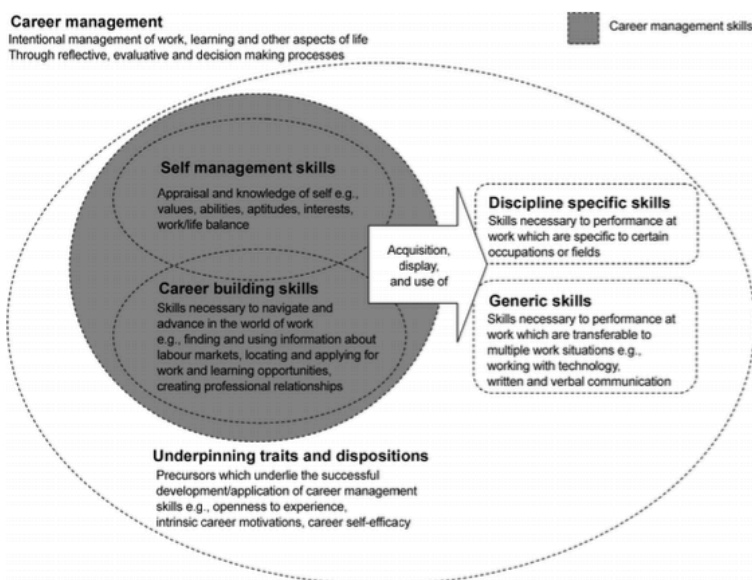 Career management
Intentional management of work, learning and other aspects of life
Through reflective, evaluative and decision making processes
Career management skills
Self management skills
Appraisal and knowledge of self e.g.,
values, abilities, aptitudes, interests,
work/life balance
Career building skills
Skills necessary to navigate and
advance in the world of work
e.g., finding and using information about
labour markets, locating and applying for
work and learning opportunities,
creating professional relationships
Acquisition,
display,
and use of
Discipline specific skills
Skills necessary to performance at
work which are specific to certain
occupations or fields
Generic skills
Skills necessary to performance at
work which are transferable to
multiple work situations e.g.,
working with technology,
written and verbal communication
Underpinning traits and dispositions
Precursors which underlie the successful
development/application of career management
skills e.g., openness to experience,
intrinsic career motivations, career self-efficacy